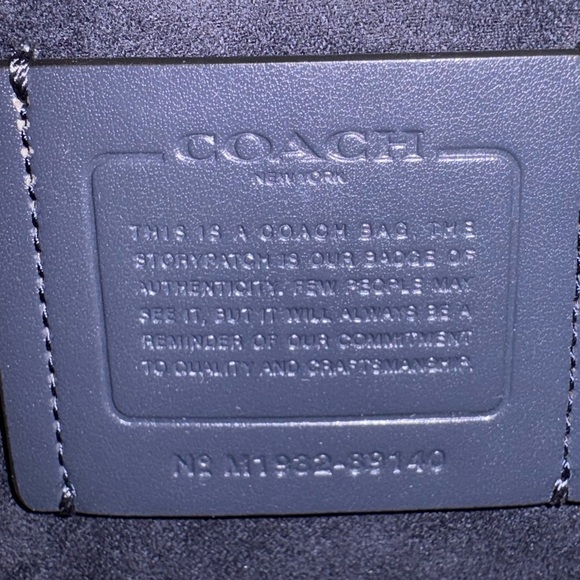 COACH
NEW YORK
THIS IS A COACH BAG. THE
STORYPATCH IS OUR BADGE OF
AUTHENTICITY. FEW PEOPLE MAY
SEE IT, BUT IT WILL ALWAYS BE A
REMINDER OF OUR COMMITMENT
TO QUALITY AND CRAFTSMANSHIP.
No M1932-89140